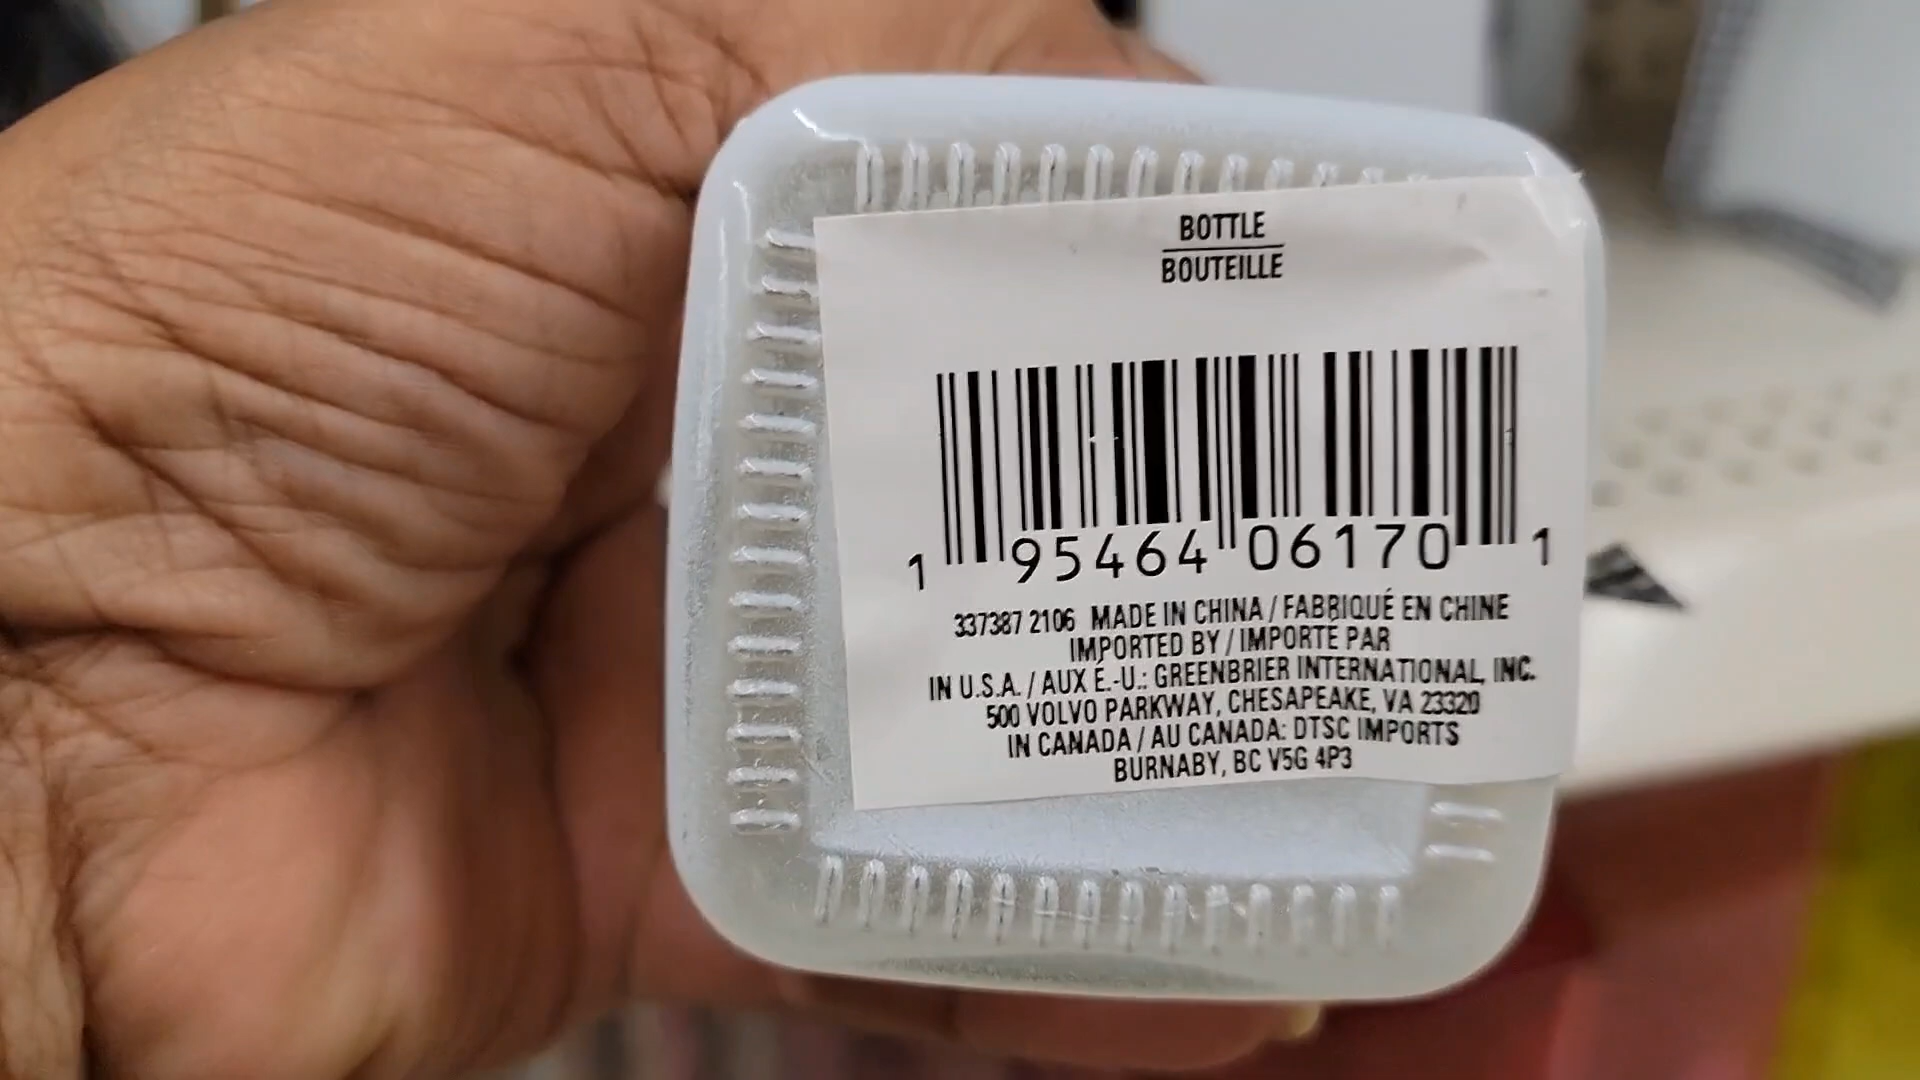 BOTTLE
BOUTEILLE
1 95464 06170 1
337387 2106 MADE IN CHINA / FABRIQUÉ EN CHINE
IMPORTED BY / IMPORTÉ PAR
IN U.S.A. / AUX É.-U.: GREENBRIER INTERNATIONAL, INC.
500 VOLVO PARKWAY, CHESAPEAKE, VA 23320
IN CANADA / AU CANADA: DTSC IMPORTS
BURNABY, BC V5G 4P3